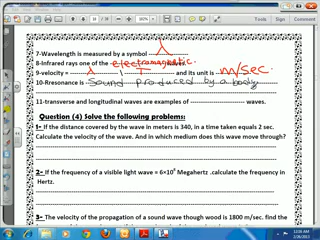 7-Wavelength is measured by a symbol ---------------- λ
8-Infrared rays one of the electromagnetic.
9-velocity = λ \ T and its unit is m/sec.
10-Resonance is sound produced by a body
11-transverse and longitudinal waves are examples of ---------------- waves.
Question (4) Solve the following problems:
1- If the distance covered by the wave in meters is 340, in a time taken equals 2 sec.
Calculate the velocity of the wave. And in which medium does this wave move through?
2- If the frequency of a visible light wave = 6×10⁸ Megahertz .calculate the frequency in
Hertz.
3- The velocity of the propagation of a sound wave though wood is 1800 m/sec. find the